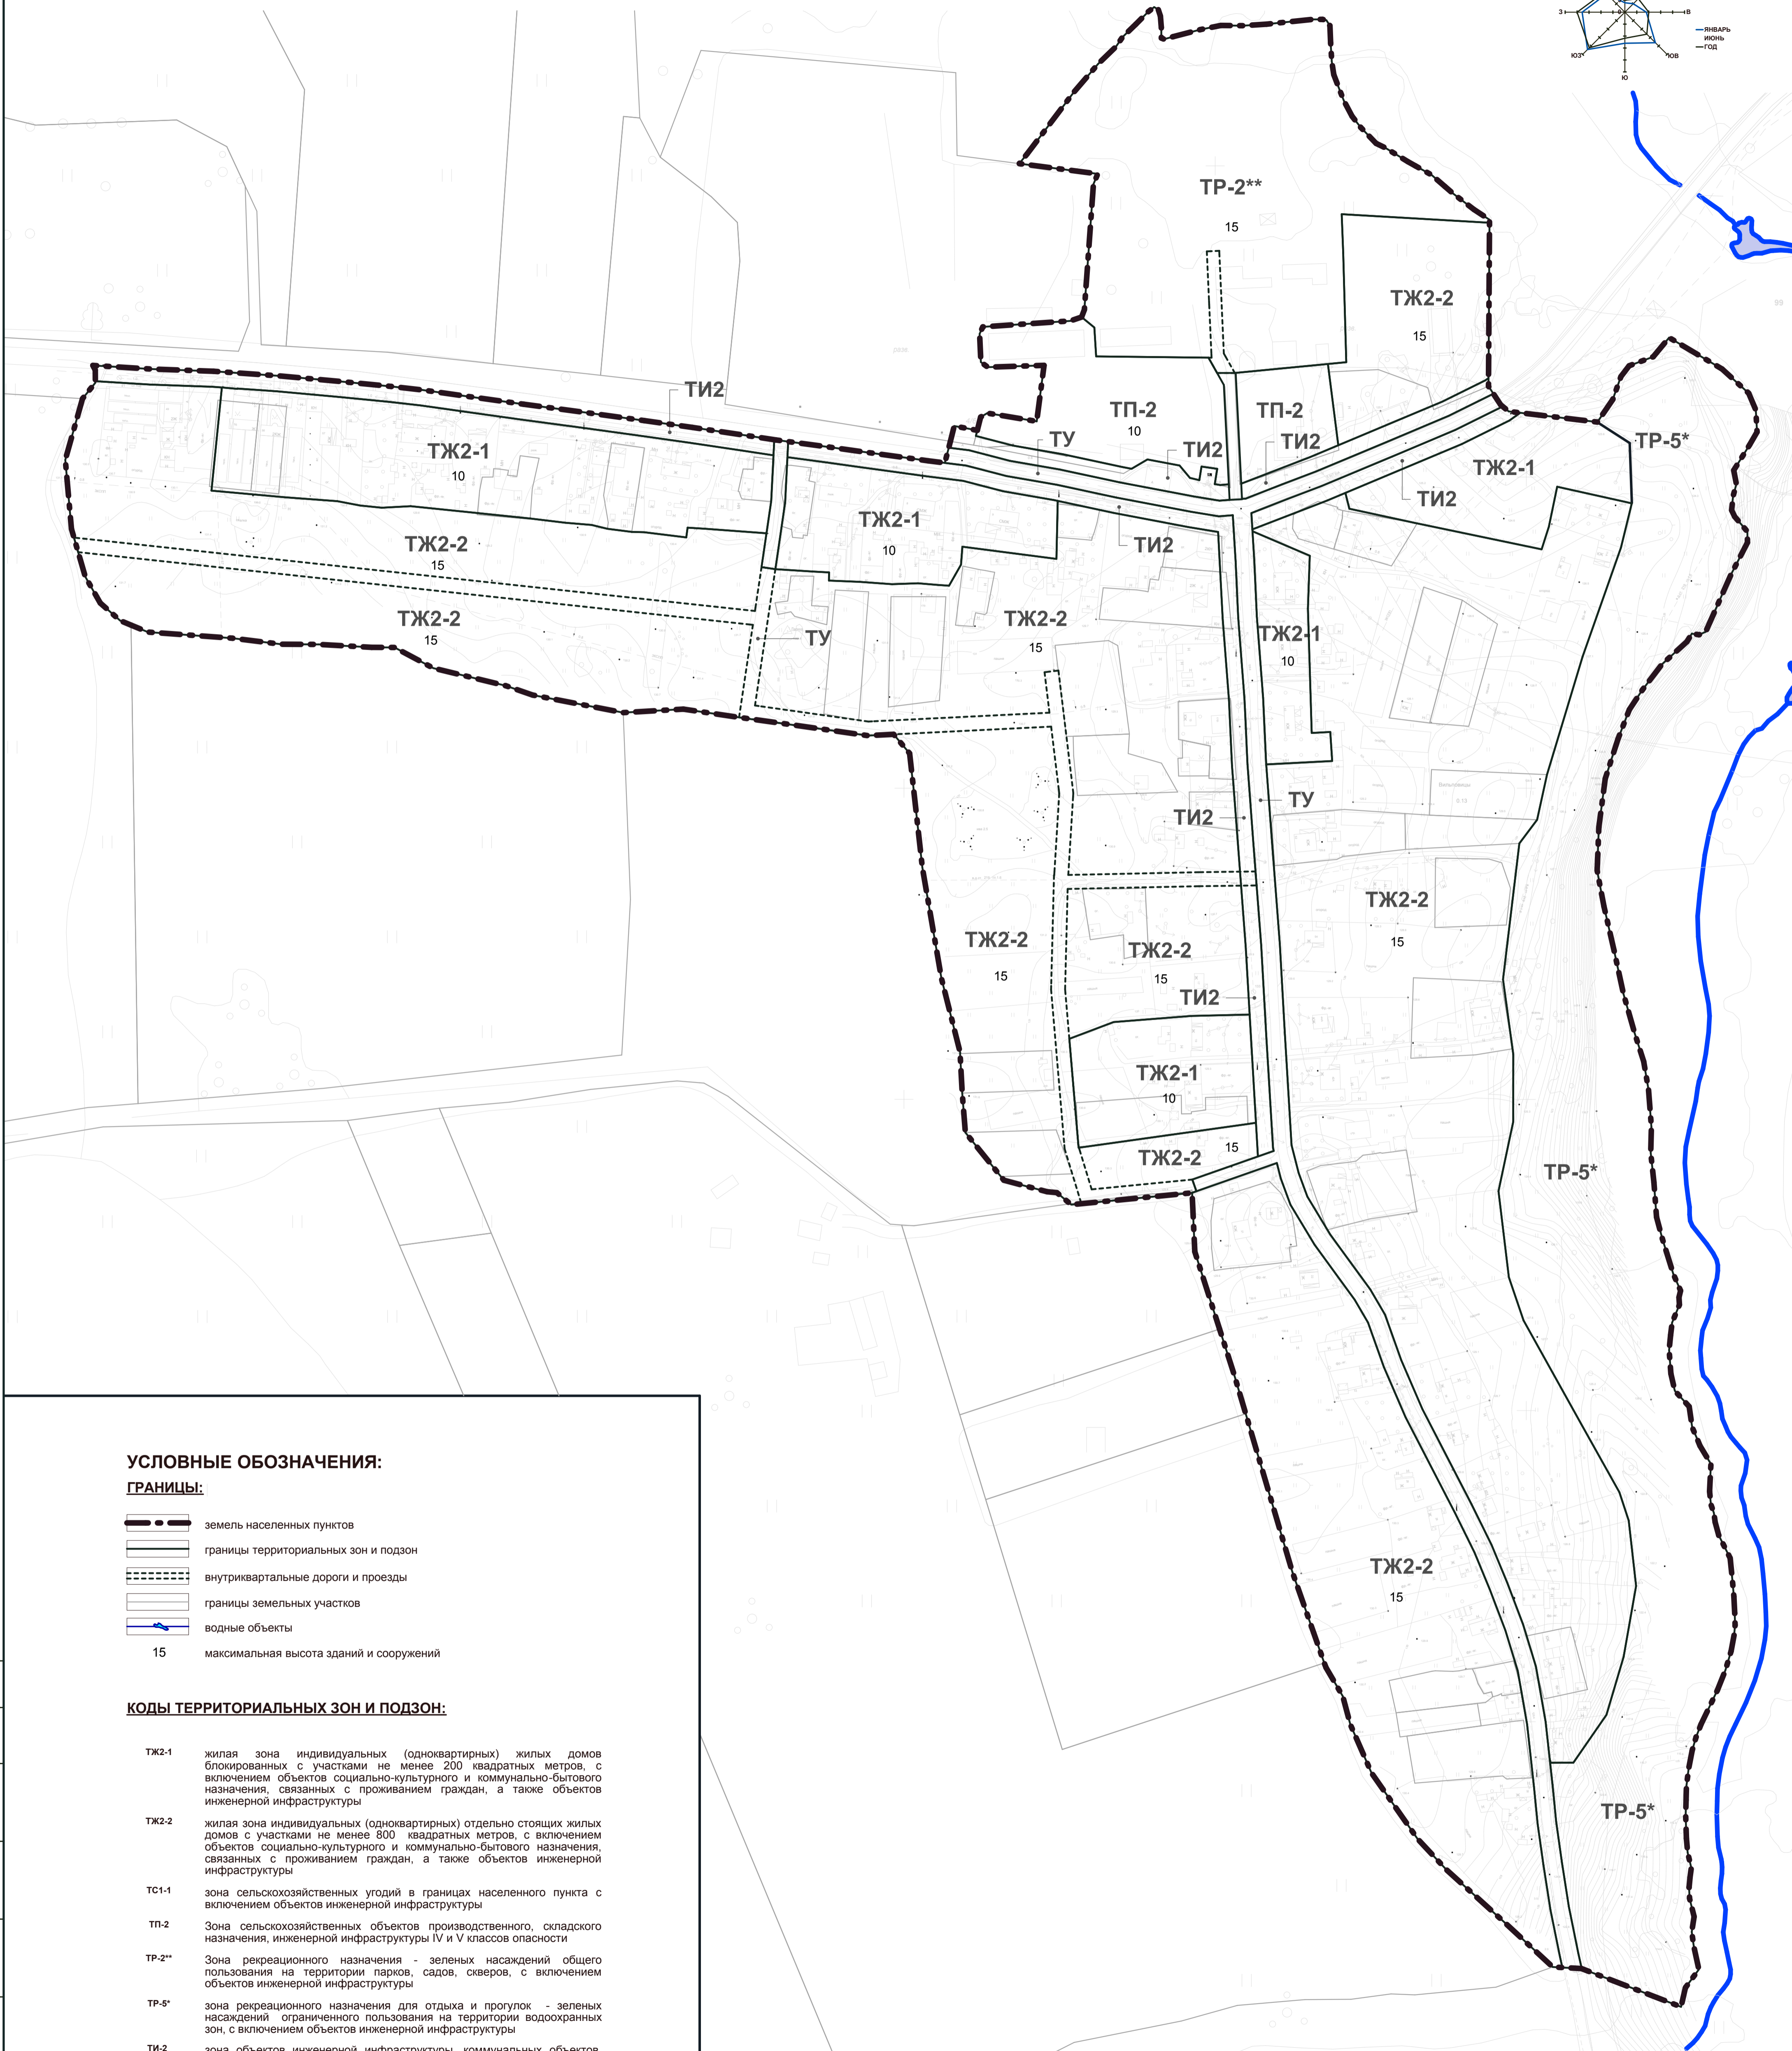 З
В
ЮЗ
ЮВ
Ю
ЯНВАРЬ
ИЮНЬ
ГОД
ТР-2**
15
ТЖ2-2
15
99
ТИ2
ТП-2
10
ТП-2
ТУ
ТИ2
ТИ2
ТР-5*
ТЖ2-1
10
ТЖ2-1
ТИ2
ТЖ2-1
10
ТИ2
ТЖ2-2
15
ТЖ2-2
15
ТУ
ТЖ2-2
15
ТЖ2-1
10
ТУ
ТИ2
ТЖ2-2
15
ТЖ2-2
15
ТЖ2-2
15
ТИ2
ТЖ2-1
10
ТЖ2-2
15
ТР-5*
ТЖ2-2
15
ТР-5*
УСЛОВНЫЕ ОБОЗНАЧЕНИЯ:
ГРАНИЦЫ:
земель населенных пунктов
границы территориальных зон и подзон
внутриквартальные дороги и проезды
границы земельных участков
водные объекты
15 максимальная высота зданий и сооружений
КОДЫ ТЕРРИТОРИАЛЬНЫХ ЗОН И ПОДЗОН:
ТЖ2-1 жилая зона индивидуальных (одноквартирных) жилых домов
блокированных с участками не менее 200 квадратных метров, с
включением объектов социально-культурного и коммунально-бытового
назначения, связанных с проживанием граждан, а также объектов
инженерной инфраструктуры
ТЖ2-2 жилая зона индивидуальных (одноквартирных) отдельно стоящих жилых
домов с участками не менее 800 квадратных метров, с включением
объектов социально-культурного и коммунально-бытового назначения,
связанных с проживанием граждан, а также объектов инженерной
инфраструктуры
ТС1-1 зона сельскохозяйственных угодий в границах населенного пункта с
включением объектов инженерной инфраструктуры
ТП-2 Зона сельскохозяйственных объектов производственного, складского
назначения, инженерной инфраструктуры IV и V классов опасности
ТР-2** Зона рекреационного назначения - зеленых насаждений общего
пользования на территории парков, садов, скверов, с включением
объектов инженерной инфраструктуры
ТР-5* зона рекреационного назначения для отдыха и прогулок - зеленых
насаждений ограниченного пользования на территории водоохранных
зон, с включением объектов инженерной инфраструктуры
ТИ-2 зона объектов инженерной инфраструктуры, коммунальных объектов,